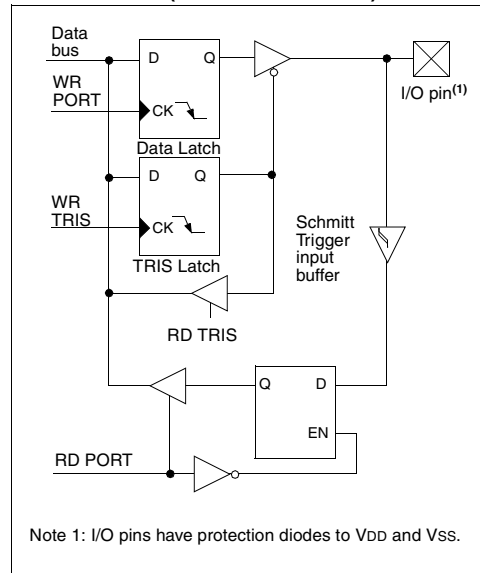 Data
bus
D Q
WR
PORT
CK
I/O pin(1)
Data Latch
D Q
WR
TRIS
CK
TRIS Latch
Schmitt
Trigger
input
buffer
RD TRIS
Q D
EN
RD PORT
Note 1: I/O pins have protection diodes to VDD and VSS.